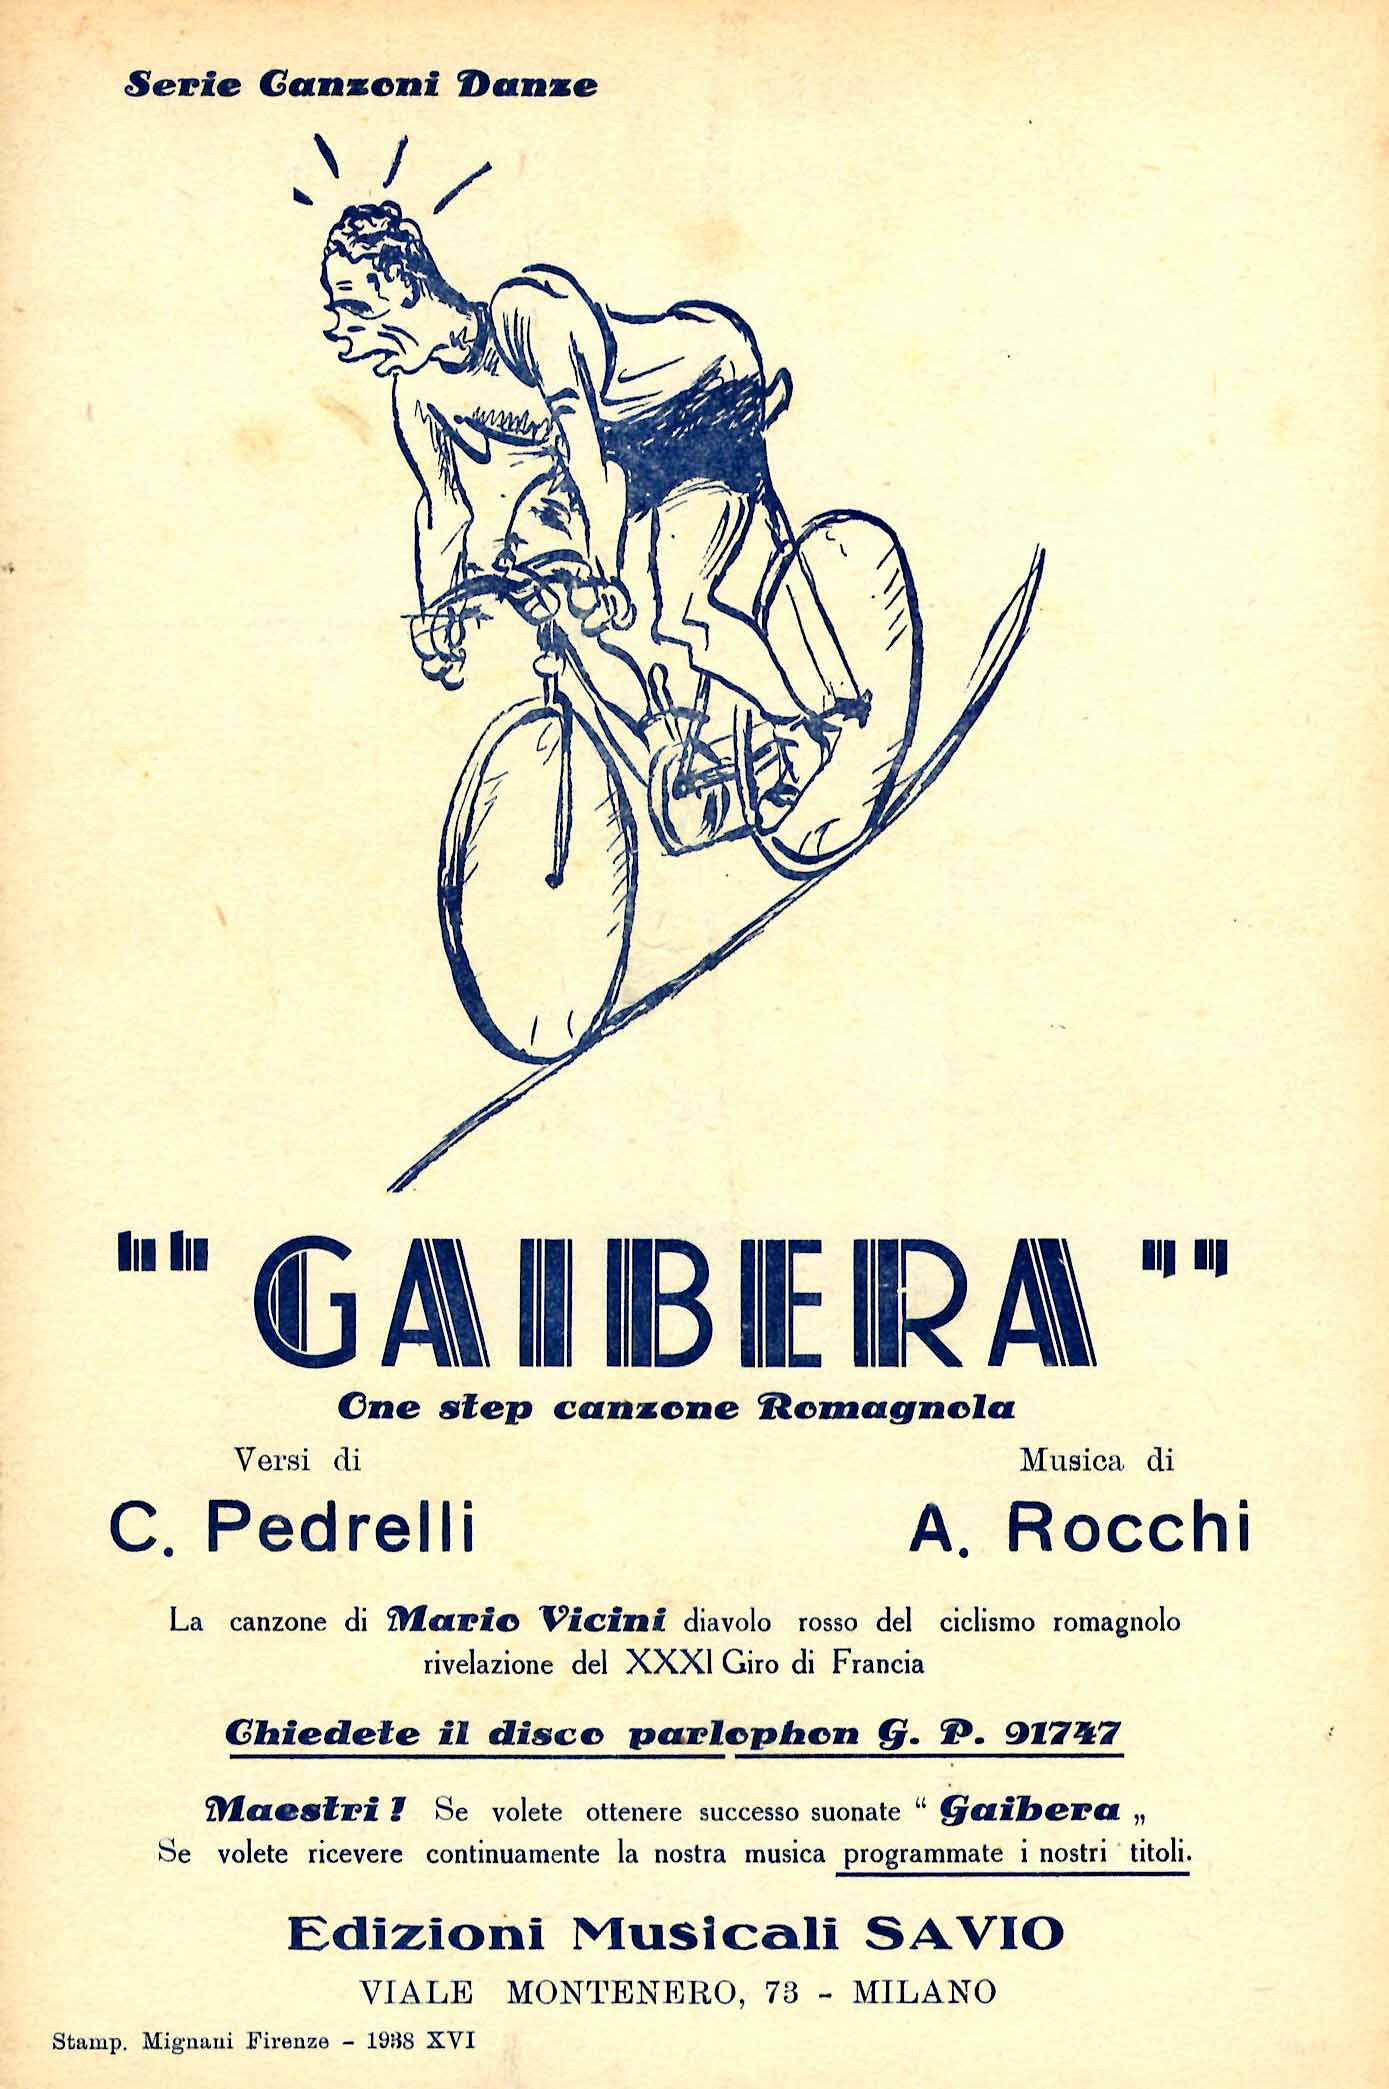 Serie Canzoni Danze
"" GAIBERA ""
One step canzone Romagnola
Versi di
Musica di
C. Pedrelli
A. Rocchi
La canzone di Mario Vicini diavolo rosso del ciclismo romagnolo
rivelazione del XXXI Giro di Francia
Chiedete il disco parlophon G. P. 91747
Maestri! Se volete ottenere successo suonate “ Gaibera „
Se volete ricevere continuamente la nostra musica programmate i nostri titoli.
Edizioni Musicali SAVIO
VIALE MONTENERO, 73 - MILANO
Stamp. Mignani Firenze - 1938 XVI